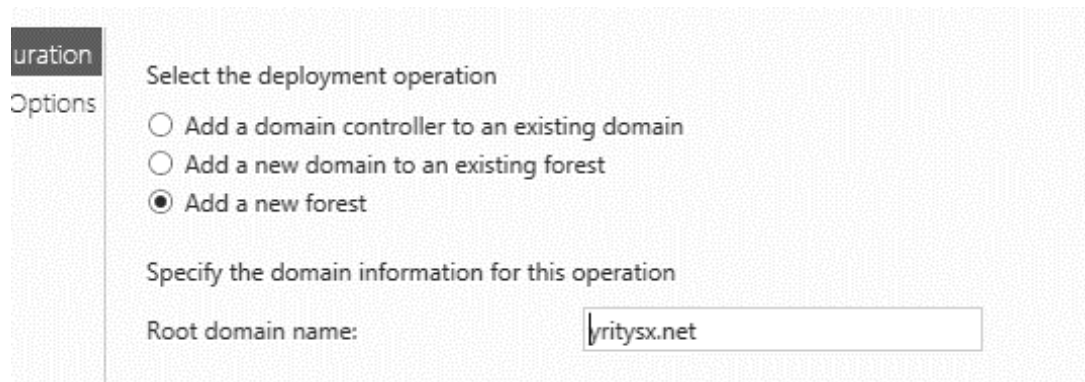 uration
Options
Select the deployment operation
Add a domain controller to an existing domain
Add a new domain to an existing forest
Add a new forest
Specify the domain information for this operation
Root domain name: yritysx.net